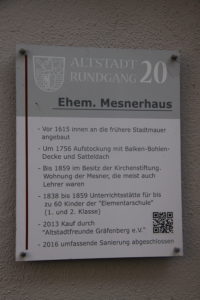 ALTSTADT
RUNDGANG 20
Ehem. Mesnerhaus
- Vor 1615 innen an die frühere Stadtmauer
angebaut
- Um 1756 Aufstockung mit Balken-Bohlen-
Decke und Satteldach
- Bis 1859 im Besitz der Kirchenstiftung.
Wohnung der Mesner, die meist auch
Lehrer waren
- 1838 bis 1859 Unterrichtsstätte für bis
zu 60 Kinder der "Elementarschule"
(1. und 2. Klasse)
- 2013 Kauf durch
"Altstadtfreunde Gräfenberg e.V."
- 2016 umfassende Sanierung abgeschlossen